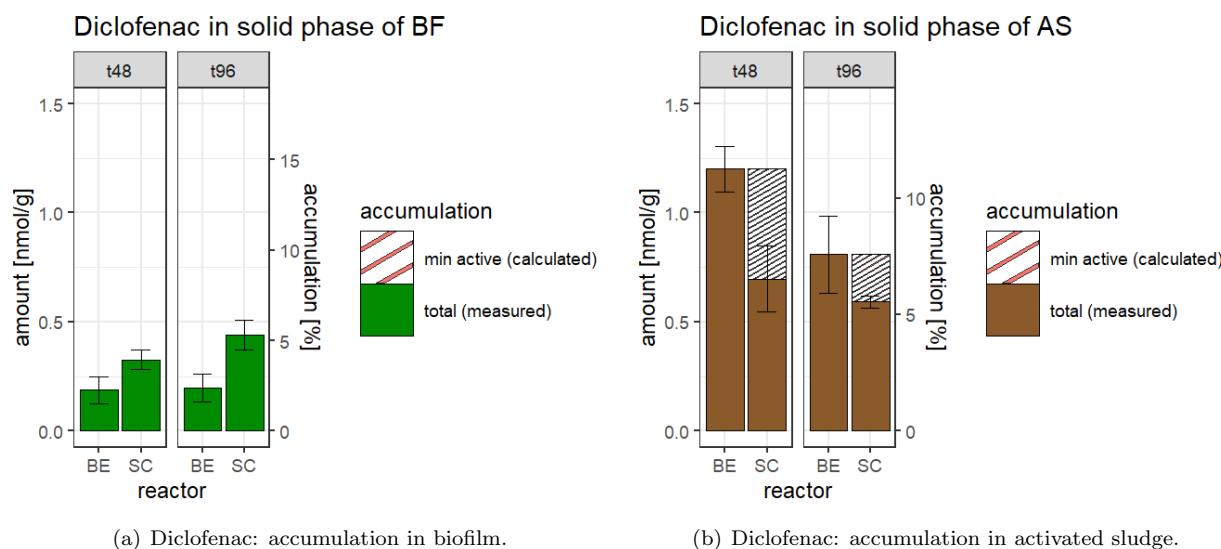 Diclofenac in solid phase of BF
t48
t96
1.5
1.0
0.5
0.0
amount [nmol/g]
15
10
5
0
accumulation [%]
BE
SC
BE
SC
reactor
accumulation
min active (calculated)
total (measured)
(a) Diclofenac: accumulation in biofilm.
Diclofenac in solid phase of AS
t48
t96
1.5
1.0
0.5
0.0
amount [nmol/g]
10
5
0
accumulation [%]
BE
SC
BE
SC
reactor
accumulation
min active (calculated)
total (measured)
(b) Diclofenac: accumulation in activated sludge.